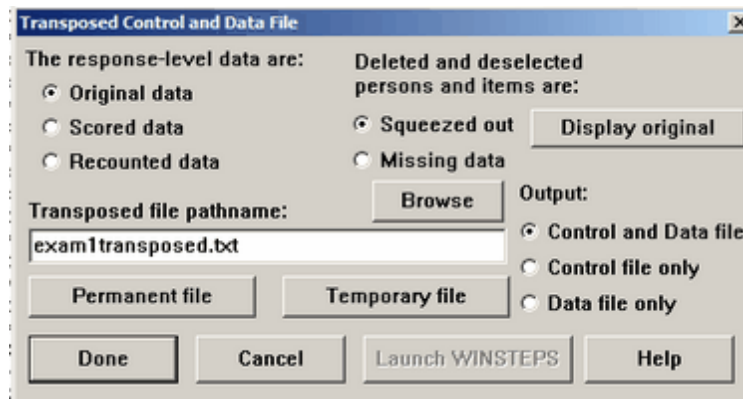 Transposed Control and Data File
The response-level data are:
Original data
Scored data
Recounted data
Deleted and deselected
persons and items are:
Squeezed out
Missing data
Display original
Browse
Transposed file pathname:
exam1transposed.txt
Permanent file
Temporary file
Output:
Control and Data file
Control file only
Data file only
Done
Cancel
Launch WINSTEPS
Help